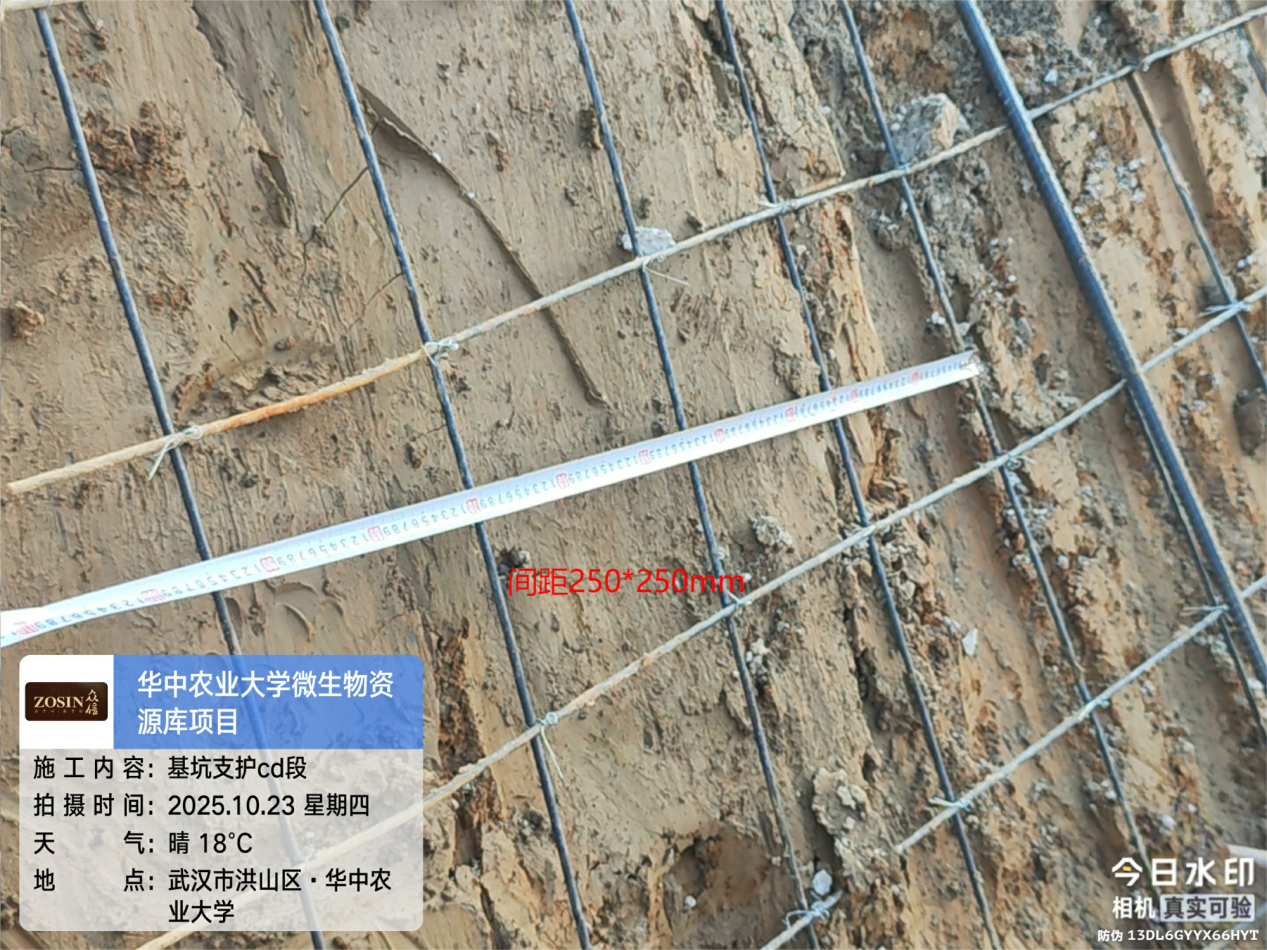 间距250*250mm
ZOSIN 众信
华中农业大学微生物资
源库项目
施工内容：基坑支护cd段
拍摄时间：2025.10.23 星期四
天气：晴 18°C
地点：武汉市洪山区·华中农
业大学
今日水印
相机 真实可验
防伪 13DL6GYYX66HYT